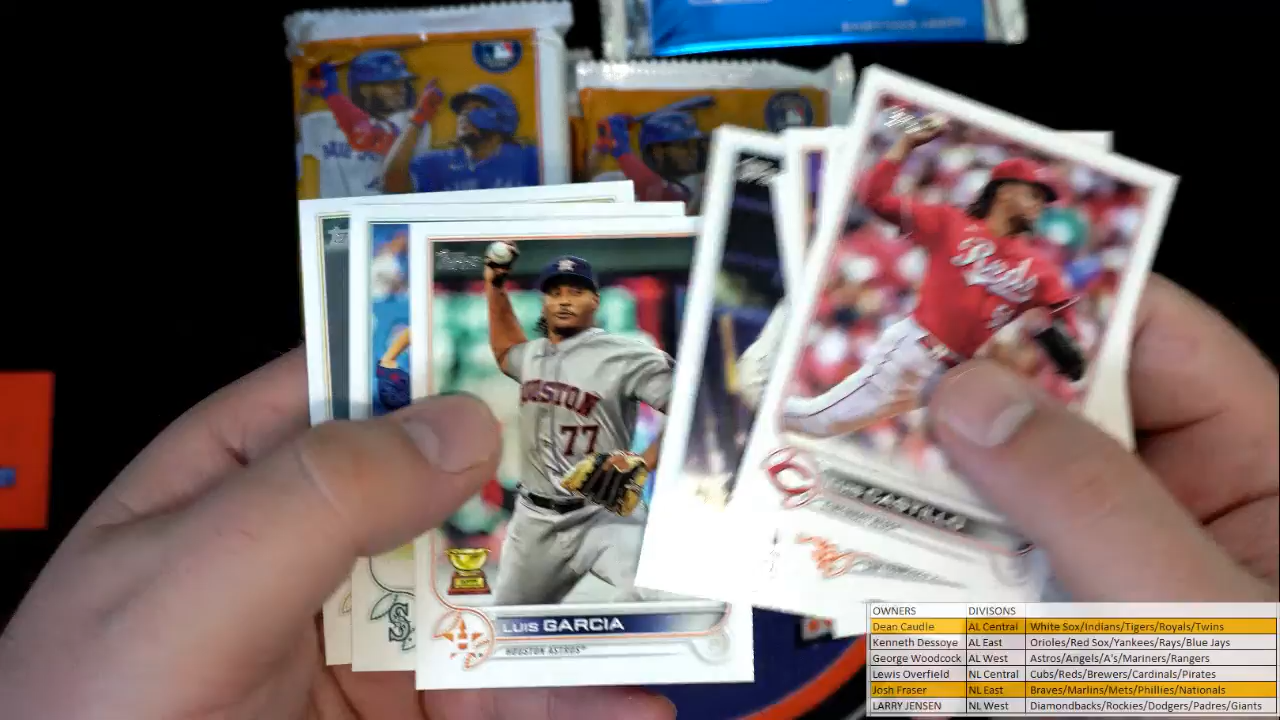 Topps
HOUSTON
77
LUIS GARCIA
HOUSTON ASTROS
Reds
CASTILLO
OWNERS DIVISONS
Dean Caudle AL Central White Sox/Indians/Tigers/Royals/Twins
Kenneth Dessoye AL East Orioles/Red Sox/Yankees/Rays/Blue Jays
George Woodcock AL West Astros/Angels/A's/Mariners/Rangers
Lewis Overfield NL Central Cubs/Reds/Brewers/Cardinals/Pirates
Josh Fraser NL East Braves/Marlins/Mets/Phillies/Nationals
LARRY JENSEN NL West Diamondbacks/Rockies/Dodgers/Padres/Giants